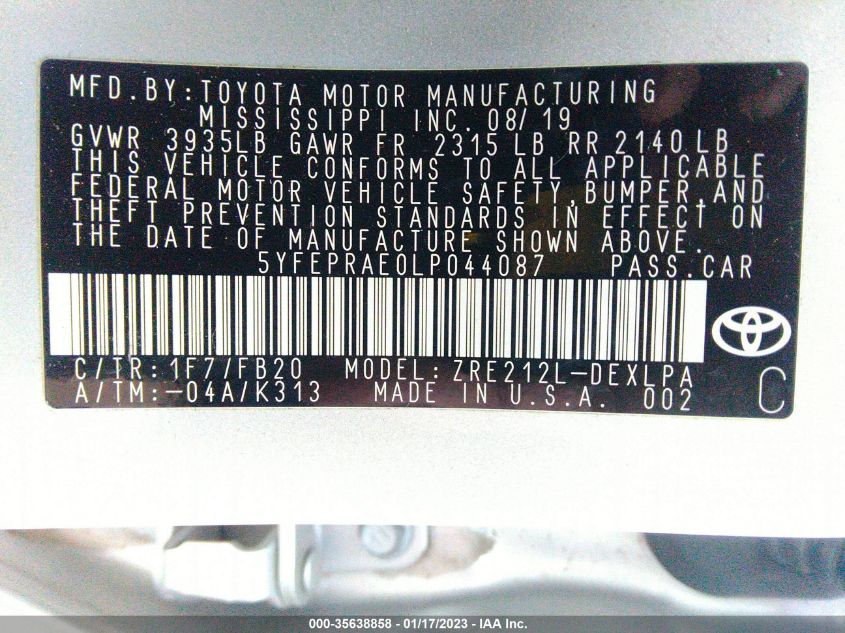 MFD.BY:TOYOTA MOTOR MANUFACTURING
MISSISSIPPI INC. 08/19
GVWR 3935LB GAWR FR 2315 LB RR 2140 LB
THIS VEHICLE CONFORMS TO ALL APPLICABLE
FEDERAL MOTOR VEHICLE SAFETY,BUMPER,AND
THEFT PREVENTION STANDARDS IN EFFECT ON
THE DATE OF MANUFACTURE SHOWN ABOVE.
5YFEPRAE0LP044087 PASS.CAR
C/TR:1F7/FB20 MODEL:ZRE212L-DEXLPA
A/TM:-04A/K313 MADE IN U.S.A. 002 C
000-35638858 - 01/17/2023 - IAA Inc.